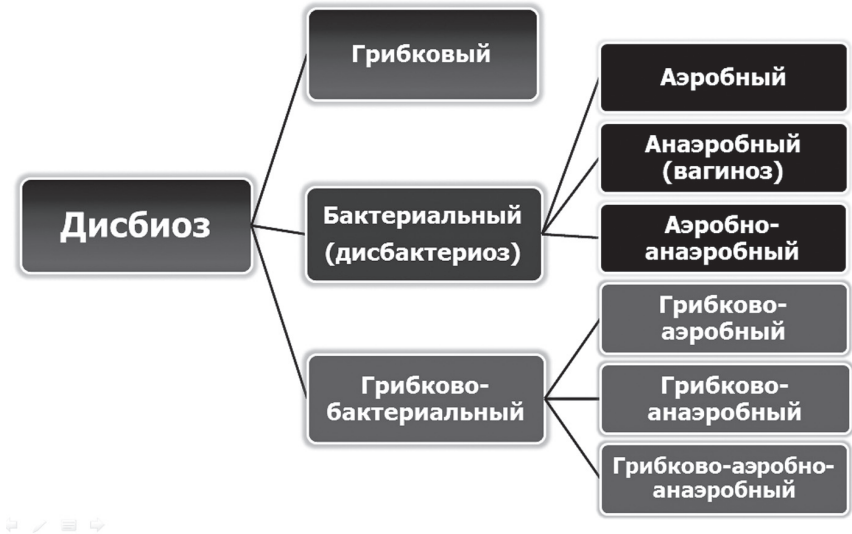 Дисбиоз
Грибковый
Бактериальный
(дисбактериоз)
Грибково-
бактериальный
Аэробный
Анаэробный
(вагиноз)
Аэробно-
анаэробный
Грибково-
аэробный
Грибково-
анаэробный
Грибково-аэробно-
анаэробный